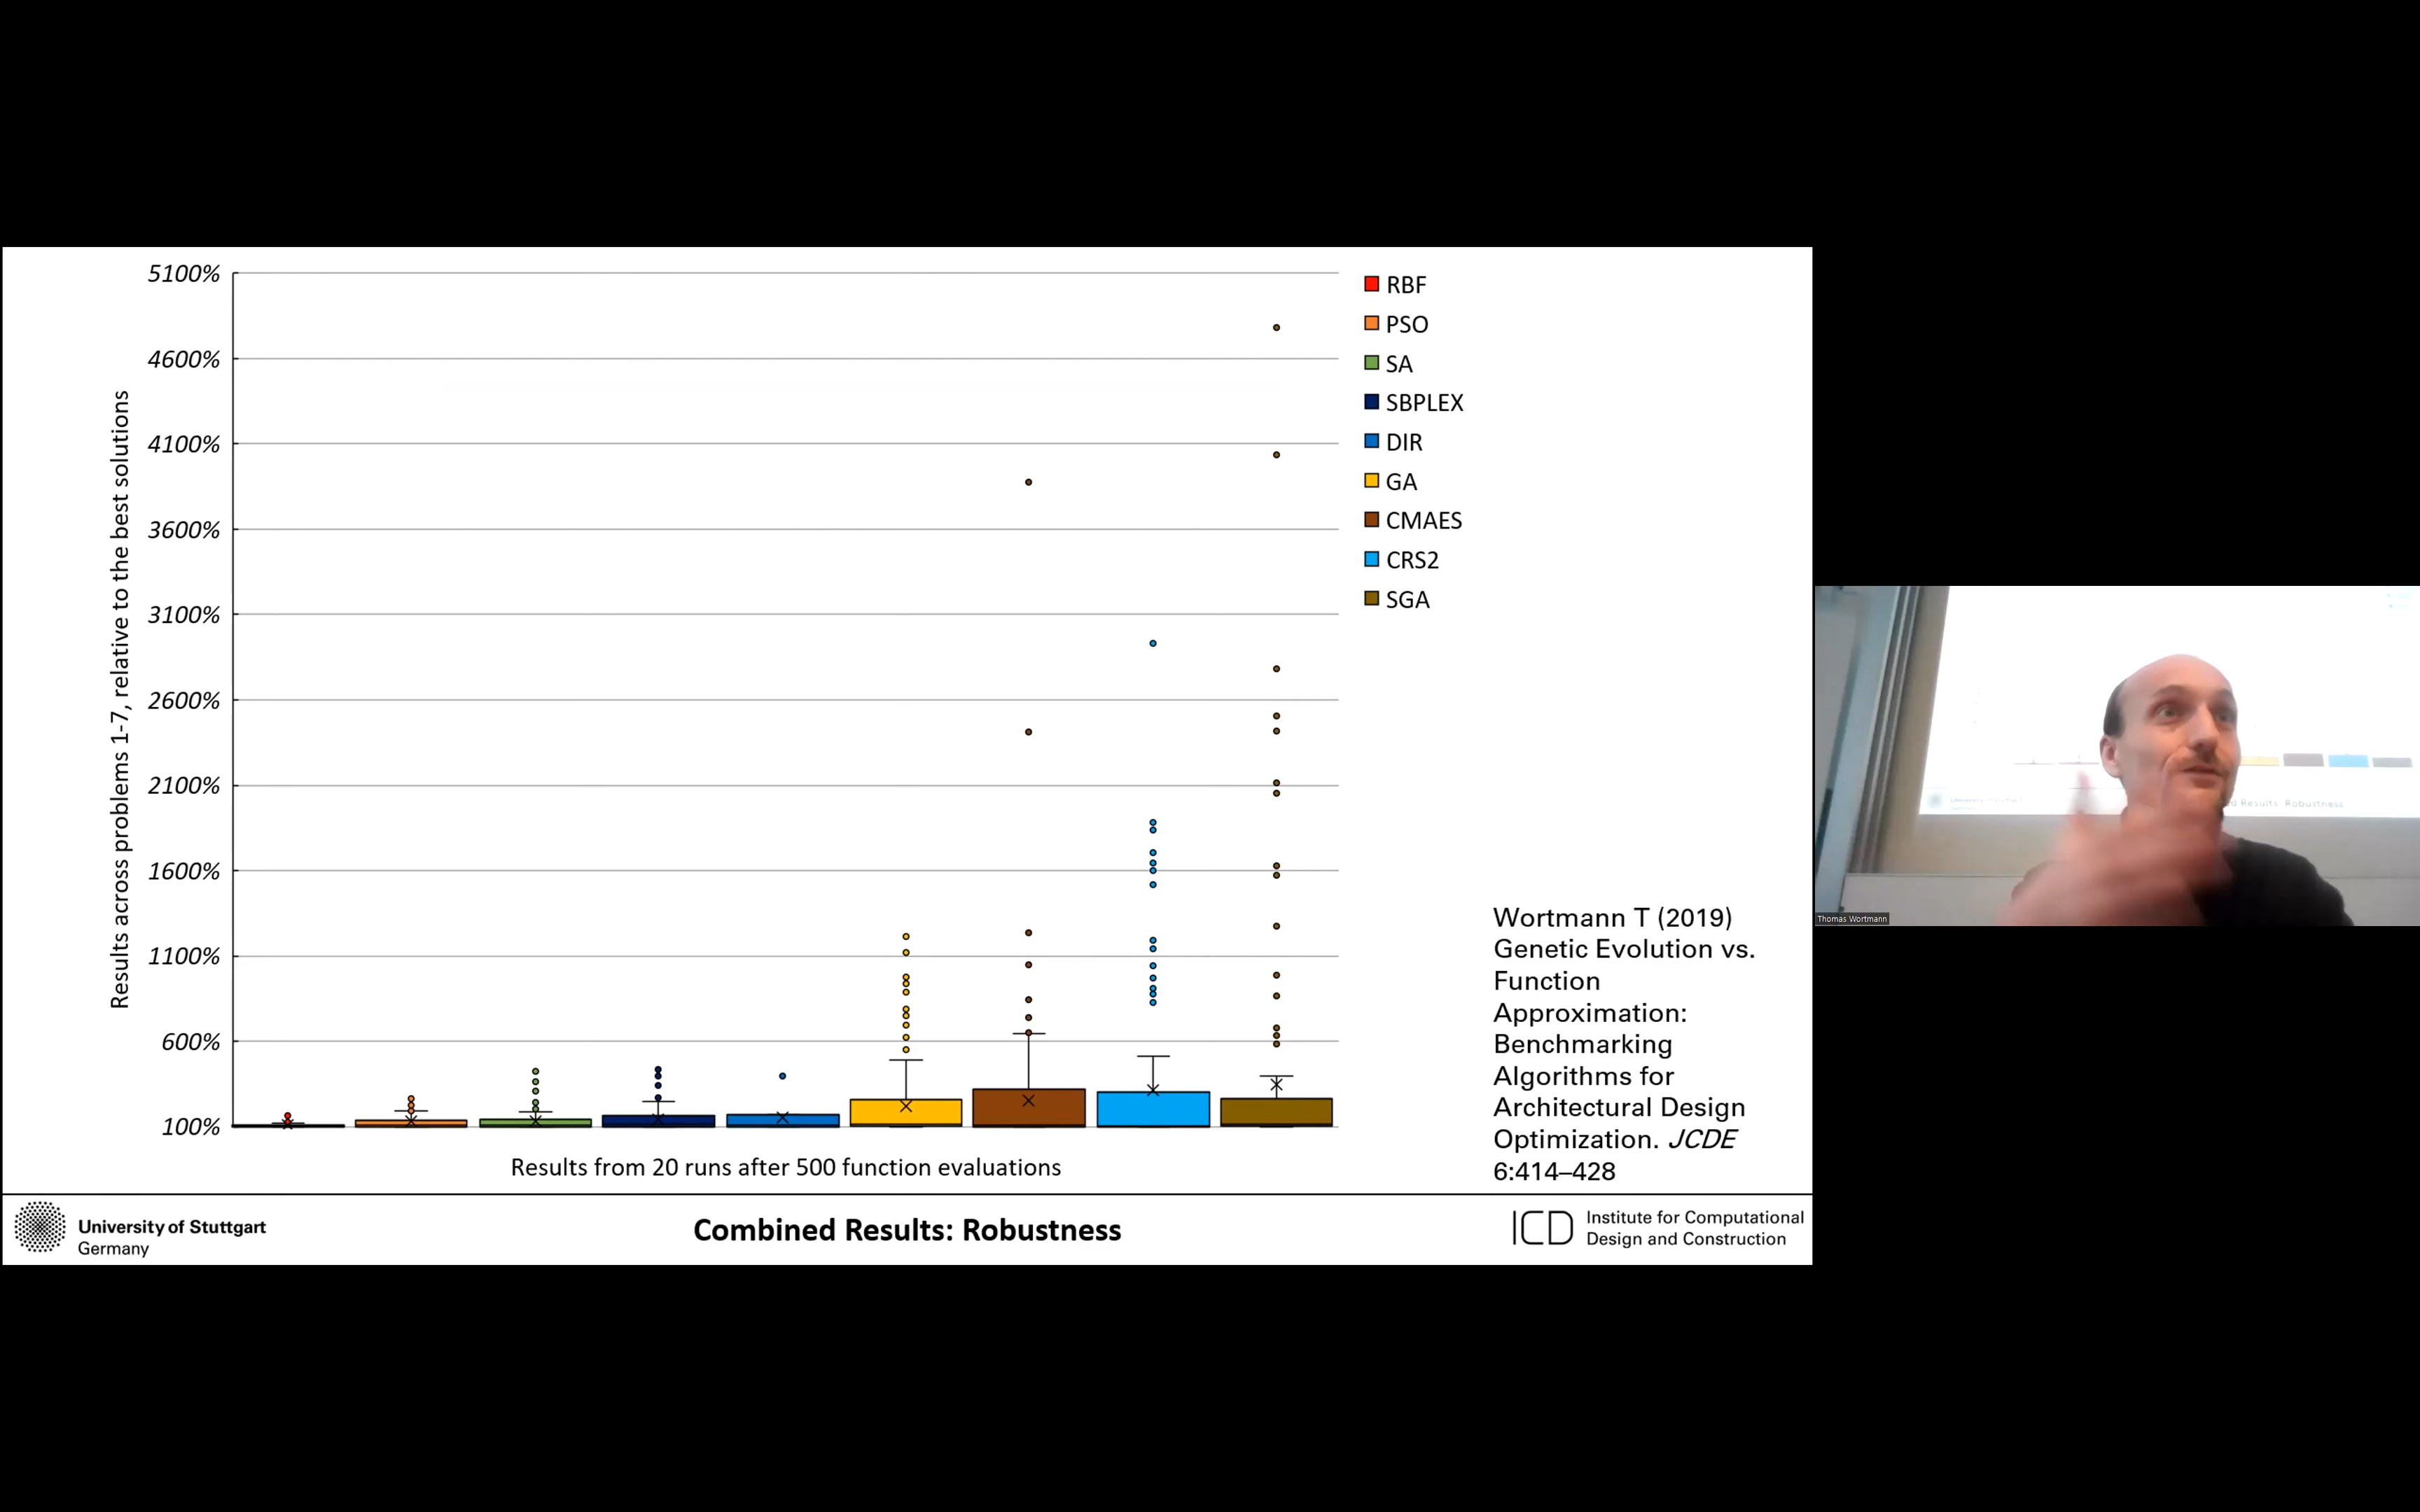 5100%
4600%
4100%
3600%
3100%
2600%
2100%
1600%
1100%
600%
100%
Results across problems 1-7, relative to the best solutions
Results from 20 runs after 500 function evaluations
RBF
PSO
SA
SBPLEX
DIR
GA
CMAES
CRS2
SGA
Wortmann T (2019)
Genetic Evolution vs.
Function
Approximation:
Benchmarking
Algorithms for
Architectural Design
Optimization. JCDE
6:414–428
University of Stuttgart
Germany
Combined Results: Robustness
ICD
Institute for Computational
Design and Construction
Results: Robustness
Thomas Wortmann